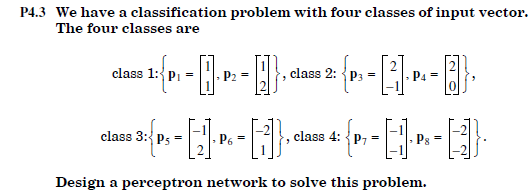 P4.3 We have a classification problem with four classes of input vector.
The four classes are
class 1: {p₁ = [1 1], p₂ = [1 2]}, class 2: {p₃ = [2 −1], p₄ = [2 0]},
class 3: {p₅ = [−1 2], p₆ = [−2 1]}, class 4: {p₇ = [−1 −1], p₈ = [−2 −2]}.
Design a perceptron network to solve this problem.